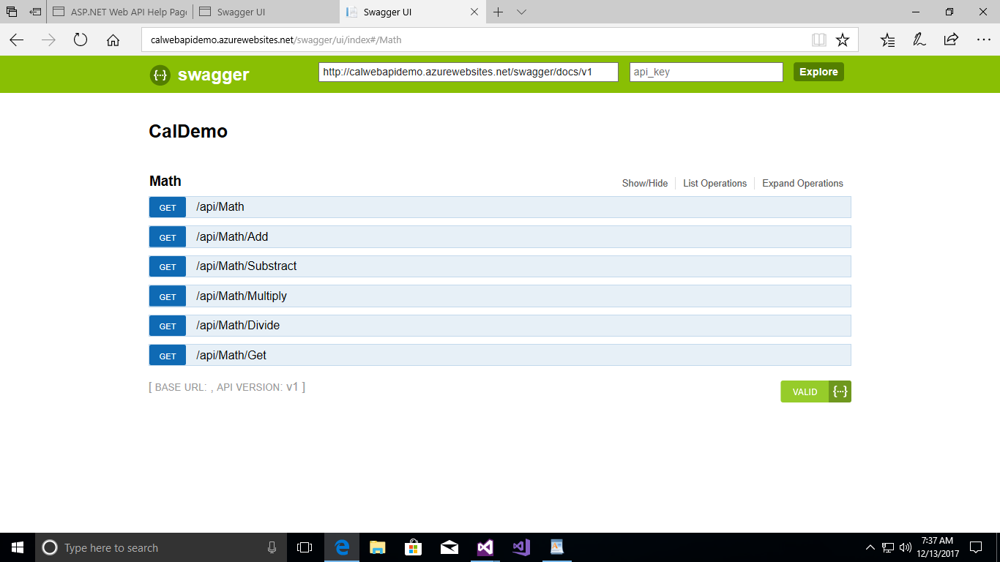 ASP.NET Web API Help Page
Swagger UI
Swagger UI
calwebapidemo.azurewebsites.net/swagger/ui/index#/Math
{···} swagger
http://calwebapidemo.azurewebsites.net/swagger/docs/v1
api_key
Explore
CalDemo
Math
Show/Hide
List Operations
Expand Operations
GET /api/Math
GET /api/Math/Add
GET /api/Math/Substract
GET /api/Math/Multiply
GET /api/Math/Divide
GET /api/Math/Get
[ BASE URL: , API VERSION: v1 ]
VALID {···}
Type here to search
7:37 AM
12/13/2017